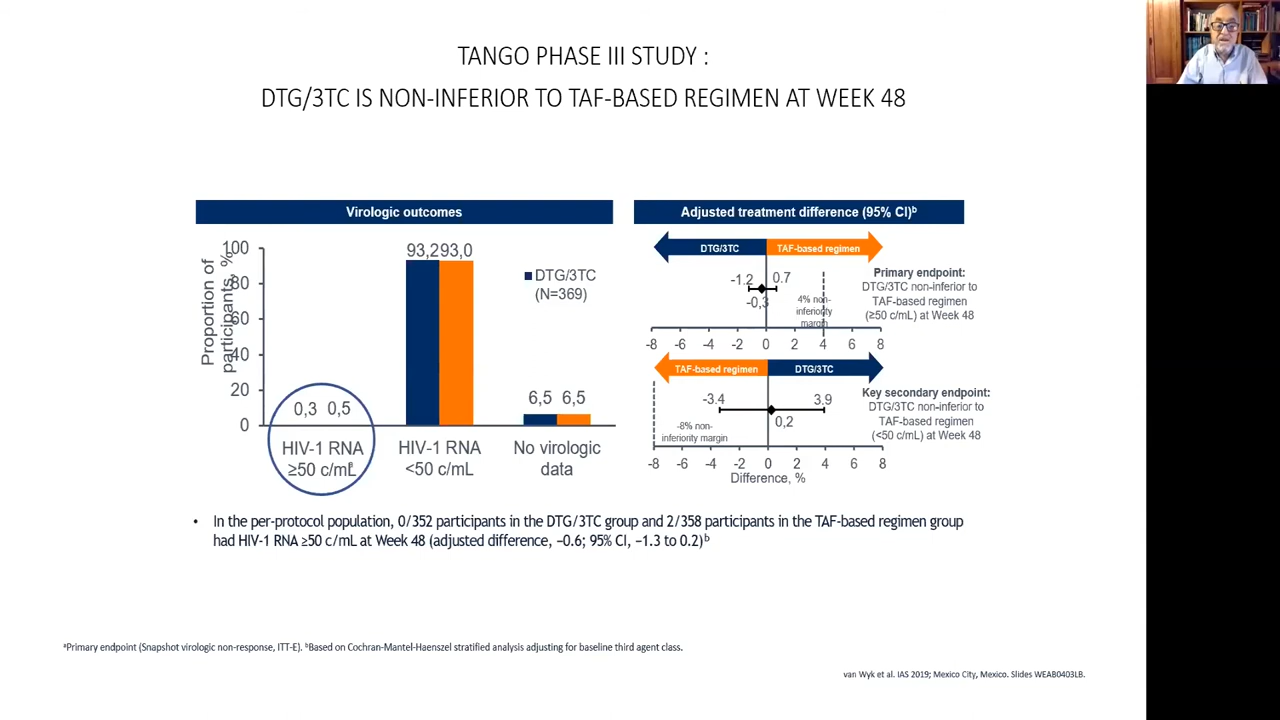 TANGO PHASE III STUDY :
DTG/3TC IS NON-INFERIOR TO TAF-BASED REGIMEN AT WEEK 48
Virologic outcomes
Proportion of
participants, %
100
80
60
40
20
0
93,2 93,0
0,3 0,5
6,5 6,5
DTG/3TC
(N=369)
HIV-1 RNA
≥50 c/mL
HIV-1 RNA
<50 c/mL
No virologic
data
Adjusted treatment difference (95% CI)ᵇ
DTG/3TC TAF-based regimen
-1.2 0.7
-0,3
4% non-
inferiority
margin
-8 -6 -4 -2 0 2 4 6 8
Primary endpoint:
DTG/3TC non-inferior to
TAF-based regimen
(≥50 c/mL) at Week 48
TAF-based regimen DTG/3TC
-3.4 3.9
0,2
-8% non-
inferiority margin
-8 -6 -4 -2 0 2 4 6 8
Difference, %
Key secondary endpoint:
DTG/3TC non-inferior to
TAF-based regimen
(<50 c/mL) at Week 48
• In the per-protocol population, 0/352 participants in the DTG/3TC group and 2/358 participants in the TAF-based regimen group
had HIV-1 RNA ≥50 c/mL at Week 48 (adjusted difference, −0.6; 95% CI, −1.3 to 0.2)ᵇ
ᵃPrimary endpoint (Snapshot virologic non-response, ITT-E). ᵇBased on Cochran-Mantel-Haenszel stratified analysis adjusting for baseline third agent class.
van Wyk et al. IAS 2019; Mexico City, Mexico. Slides WEAB0403LB.